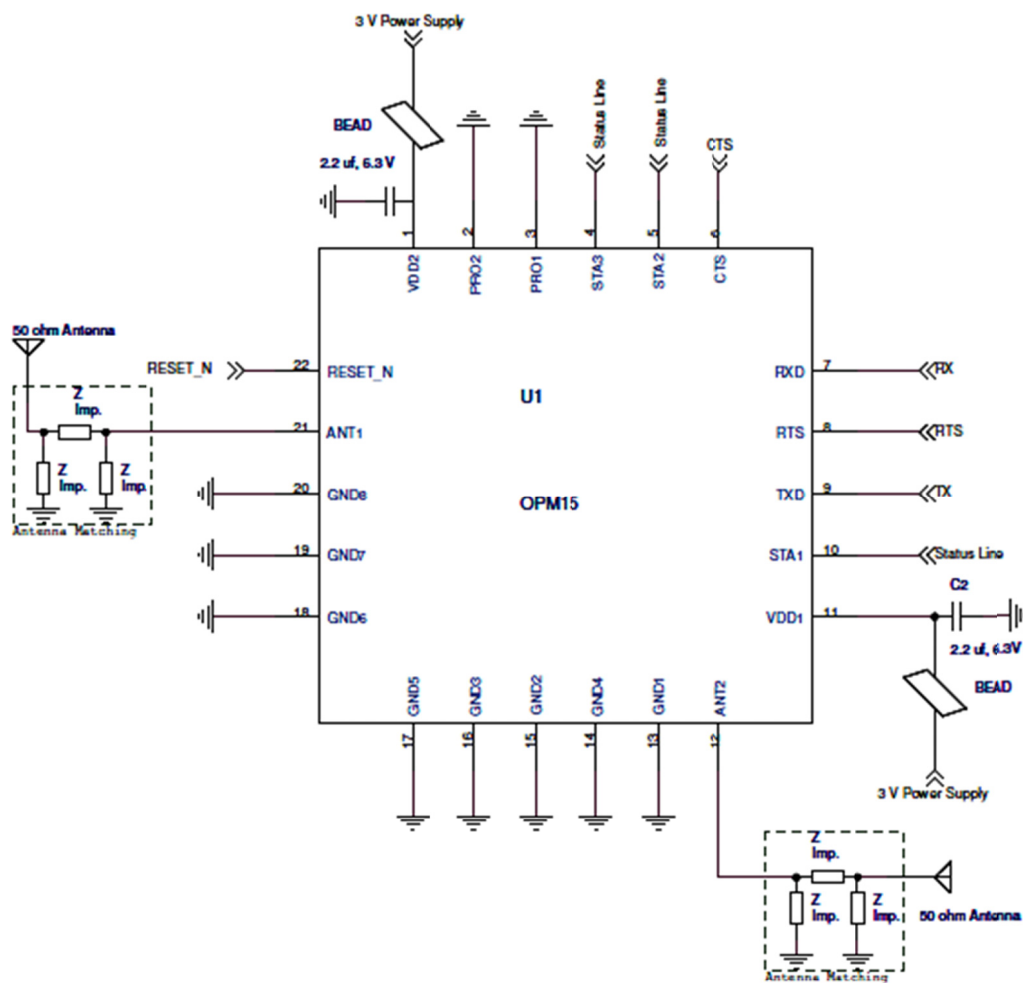 3 V Power Supply
BEAD
2.2 uf, 6.3 V
Status Line
Status Line
CTS
1
2
3
4
5
6
VDD2
PRO2
PRO1
STA3
STA2
CTS
50 ohm Antenna
Z
Imp.
Z
Imp.
Z
Imp.
Antenna Matching
RESET_N
22
RESET_N
21
ANT1
20
GND8
19
GND7
18
GND6
U1
OPM15
RXD
7
RX
RTS
8
RTS
TXD
9
TX
STA1
10
Status Line
VDD1
11
C2
2.2 uf, 6.3V
BEAD
3 V Power Supply
GND5
GND3
GND2
GND4
GND1
ANT2
17
16
15
14
13
12
Z
Imp.
Z
Imp.
Z
Imp.
50 ohm Antenna
Antenna Matching